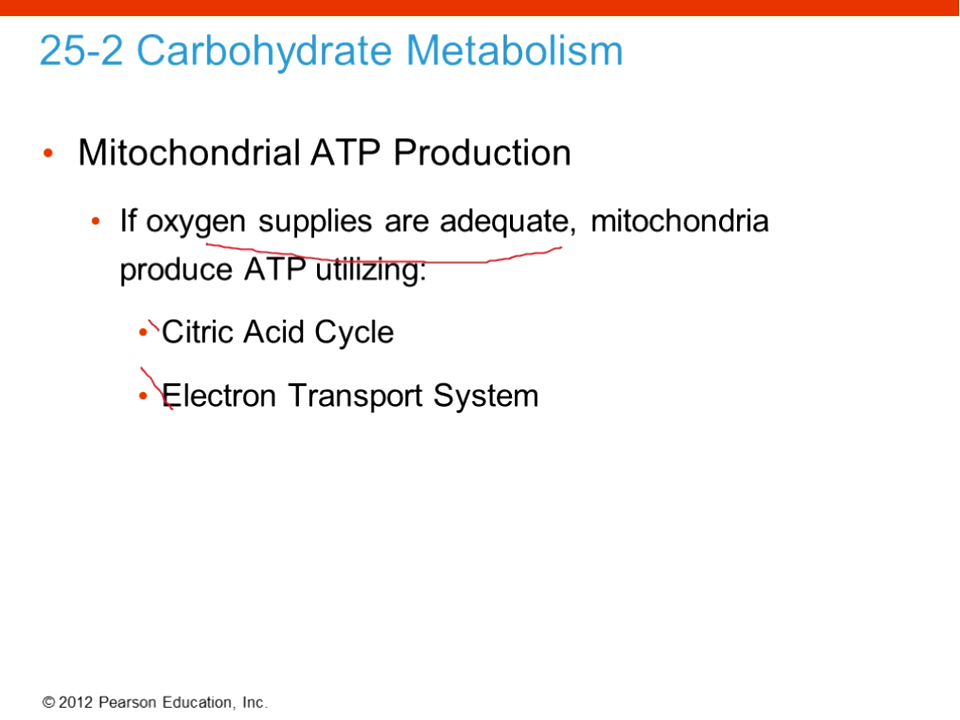 25-2 Carbohydrate Metabolism
• Mitochondrial ATP Production
• If oxygen supplies are adequate, mitochondria
produce ATP utilizing:
• Citric Acid Cycle
• Electron Transport System
© 2012 Pearson Education, Inc.